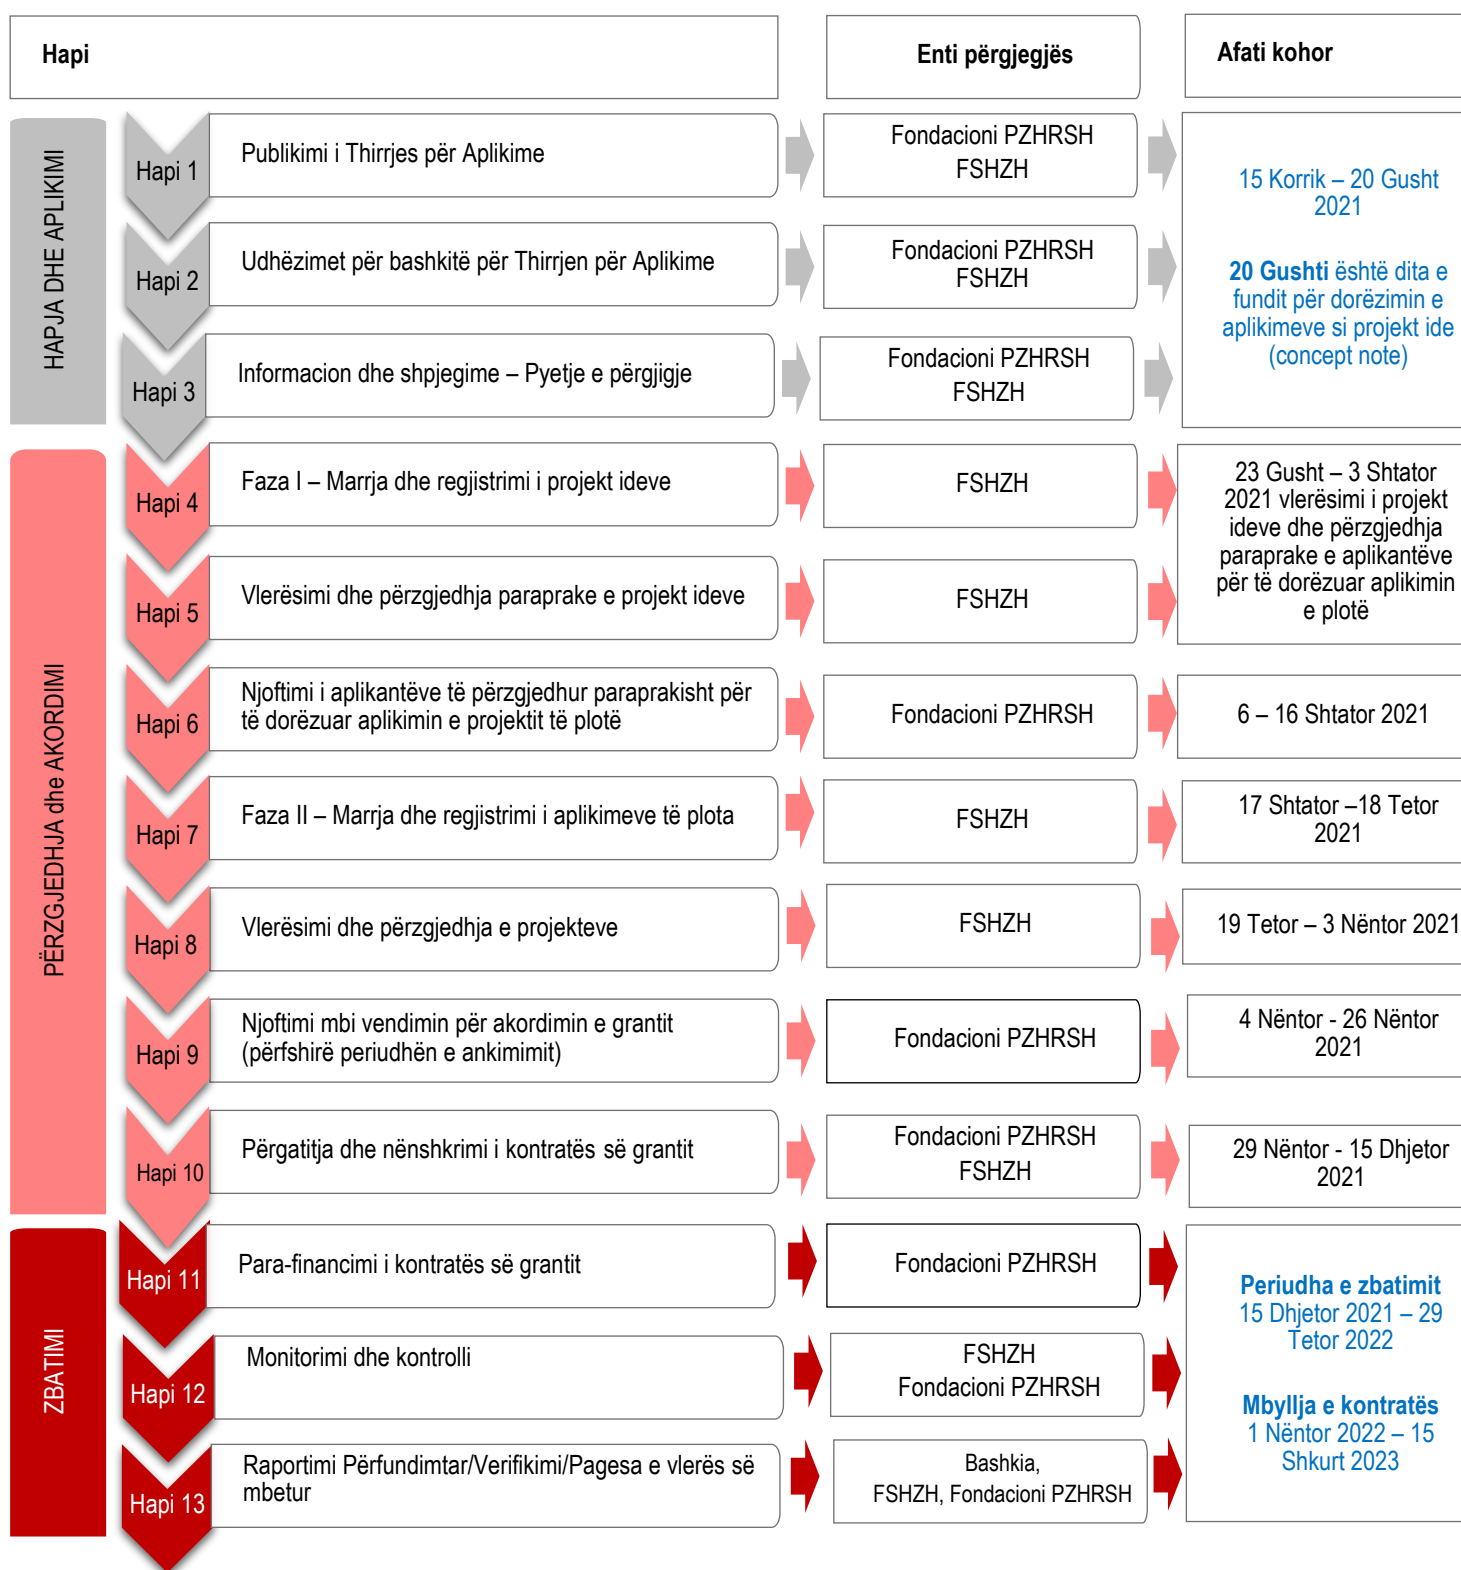 Hapi
Enti përgjegjës
Afati kohor
HAPJA DHE APLIKIMI
Hapi 1
Publikimi i Thirrjes për Aplikime
Fondacioni PZHRSH
FSHZH
Hapi 2
Udhëzimet për bashkitë për Thirrjen për Aplikime
Fondacioni PZHRSH
FSHZH
Hapi 3
Informacion dhe shpjegime – Pyetje e përgjigje
Fondacioni PZHRSH
FSHZH
15 Korrik – 20 Gusht
2021
20 Gushti është dita e
fundit për dorëzimin e
aplikimeve si projekt ide
(concept note)
PËRZGJEDHJA dhe AKORDIMI
Hapi 4
Faza I – Marrja dhe regjistrimi i projekt ideve
FSHZH
Hapi 5
Vlerësimi dhe përzgjedhja paraprake e projekt ideve
FSHZH
23 Gusht – 3 Shtator
2021 vlerësimi i projekt
ideve dhe përzgjedhja
paraprake e aplikantëve
për të dorëzuar aplikimin
e plotë
Hapi 6
Njoftimi i aplikantëve të përzgjedhur paraprakisht për
të dorëzuar aplikimin e projektit të plotë
Fondacioni PZHRSH
6 – 16 Shtator 2021
Hapi 7
Faza II – Marrja dhe regjistrimi i aplikimeve të plota
FSHZH
17 Shtator –18 Tetor
2021
Hapi 8
Vlerësimi dhe përzgjedhja e projekteve
FSHZH
19 Tetor – 3 Nëntor 2021
Hapi 9
Njoftimi mbi vendimin për akordimin e grantit
(përfshirë periudhën e ankimimit)
Fondacioni PZHRSH
4 Nëntor - 26 Nëntor
2021
Hapi 10
Përgatitja dhe nënshkrimi i kontratës së grantit
Fondacioni PZHRSH
FSHZH
29 Nëntor - 15 Dhjetor
2021
ZBATIMI
Hapi 11
Para-financimi i kontratës së grantit
Fondacioni PZHRSH
Hapi 12
Monitorimi dhe kontrolli
FSHZH
Fondacioni PZHRSH
Hapi 13
Raportimi Përfundimtar/Verifikimi/Pagesa e vlerës së
mbetur
Bashkia,
FSHZH, Fondacioni PZHRSH
Periudha e zbatimit
15 Dhjetor 2021 – 29
Tetor 2022
Mbyllja e kontratës
1 Nëntor 2022 – 15
Shkurt 2023